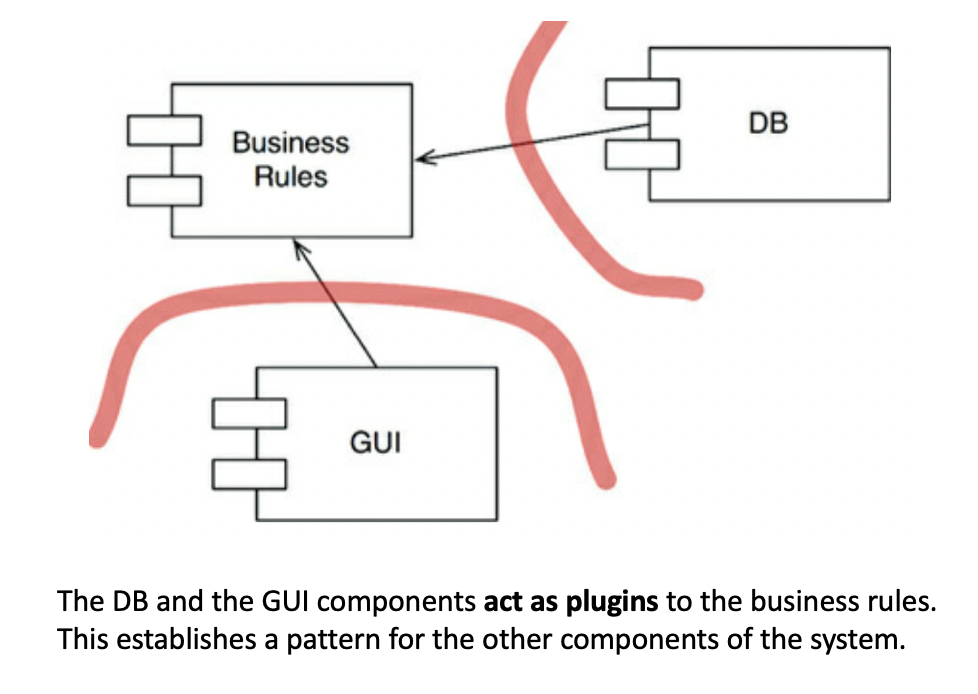 Business
Rules
DB
GUI
The DB and the GUI components act as plugins to the business rules.
This establishes a pattern for the other components of the system.